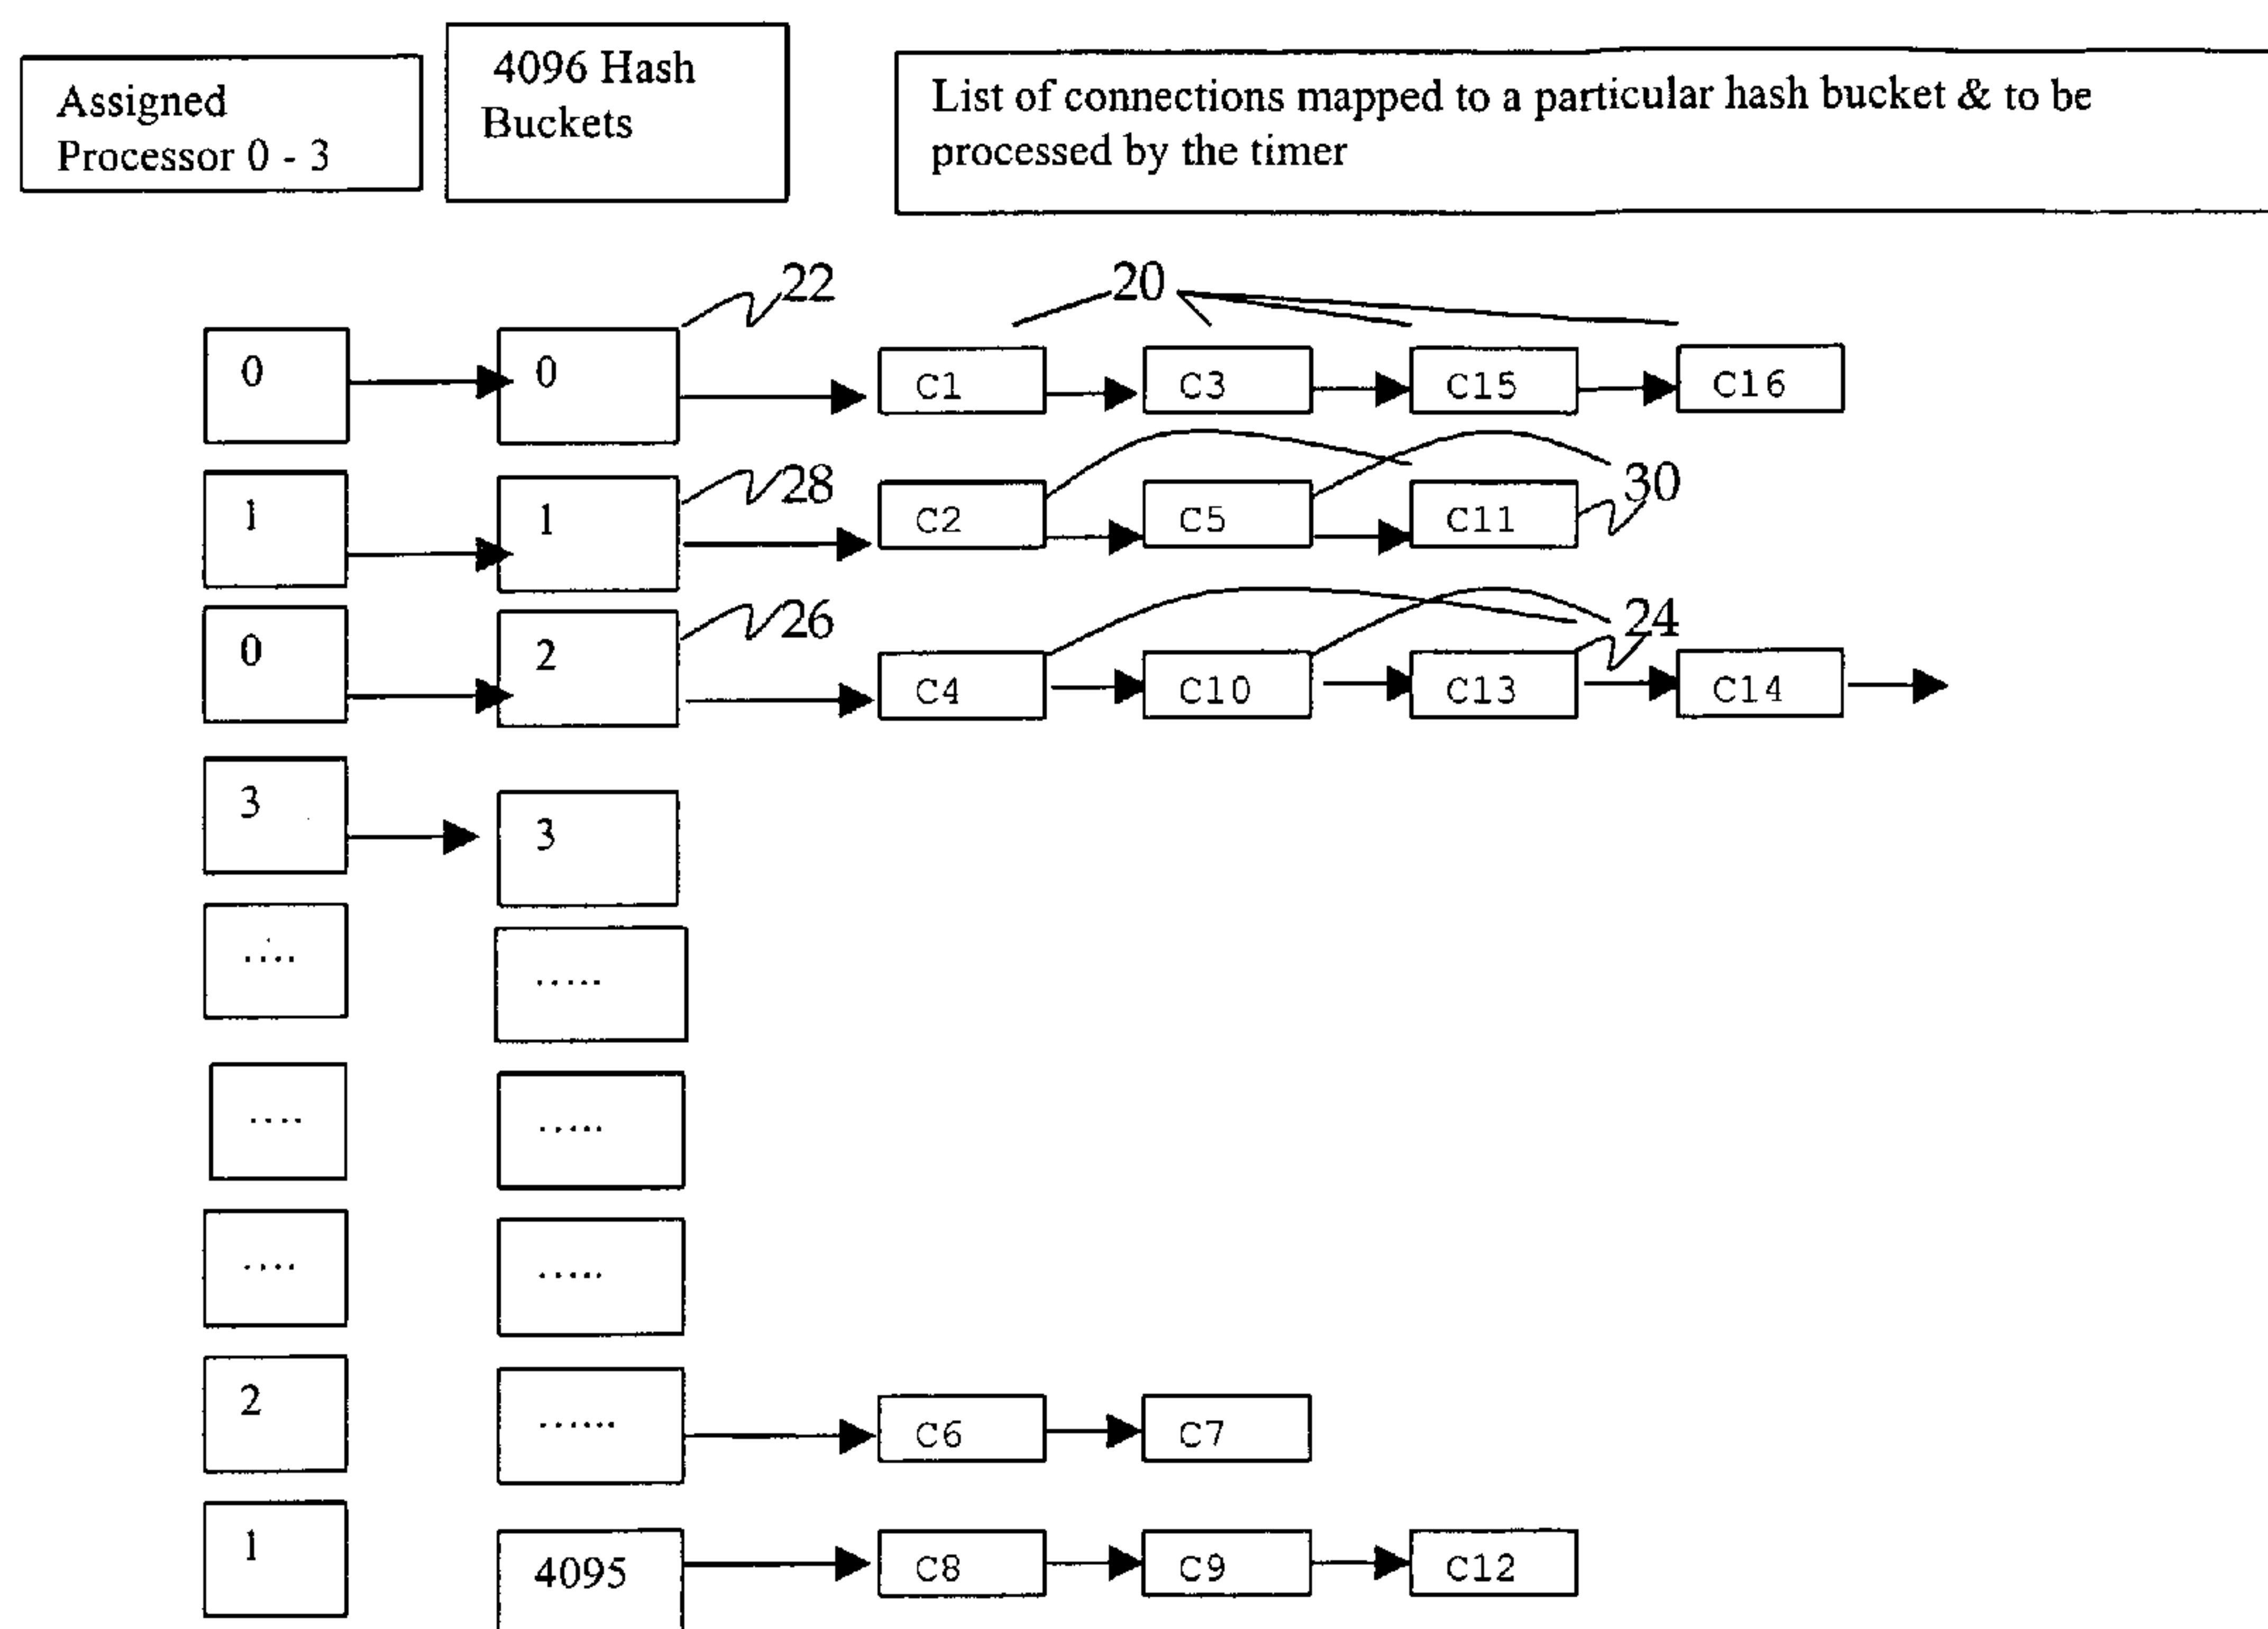 Assigned
Processor 0 - 3
4096 Hash
Buckets
List of connections mapped to a particular hash bucket & to be
processed by the timer
22
20
0
0
C1
C3
C15
C16
28
30
1
1
C2
C5
C11
26
24
0
2
C4
C10
C13
C14
3
3
....
.....
....
.....
....
.....
2
......
C6
C7
1
4095
C8
C9
C12